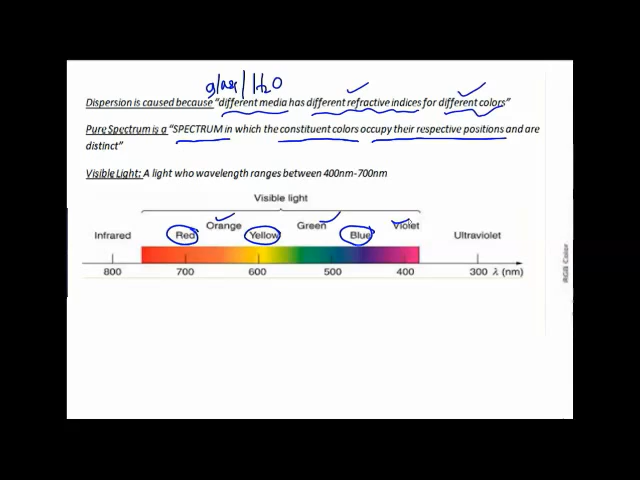 glass | H₂O
Dispersion is caused because "different media has different refractive indices for different colors"
Pure Spectrum is a "SPECTRUM in which the constituent colors occupy their respective positions and are
distinct"
Visible Light: A light who wavelength ranges between 400nm-700nm
Visible light
Orange Green Violet
Infrared Red Yellow Blue Ultraviolet
800 700 600 500 400 300 λ (nm)
RGB Color